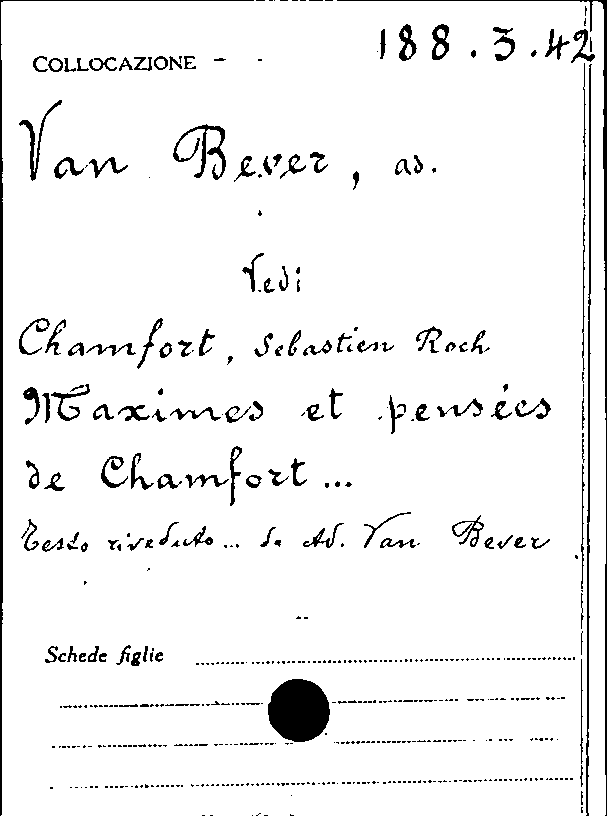 COLLOCAZIONE - 188.3.42
Van Bever, ad.
Vedi
Chamfort, Sebastien Roch
Maximes et pensées
de Chamfort...
Testo riveduto... da Ad. Van Bever
Schede figlie